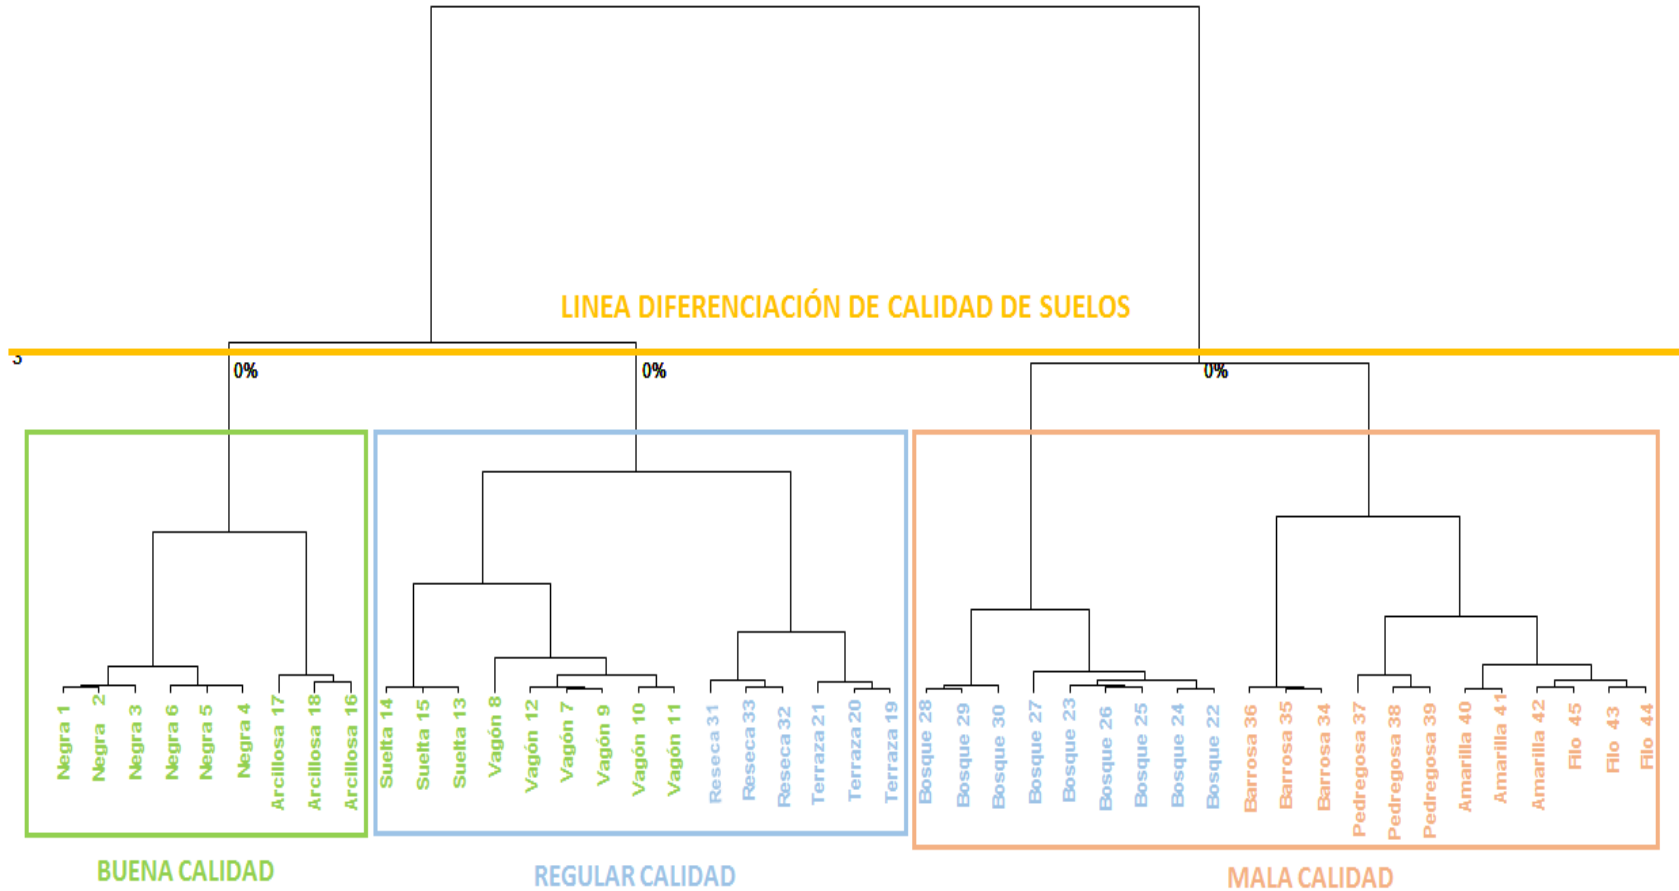 LINEA DIFERENCIACIÓN DE CALIDAD DE SUELOS
3
0%
0%
0%
Negra 1
Negra 2
Negra 3
Negra 6
Negra 5
Negra 4
Arcillosa 17
Arcillosa 18
Arcillosa 16
Suelta 14
Suelta 15
Suelta 13
Vagón 8
Vagón 12
Vagón 7
Vagón 9
Vagón 10
Vagón 11
Reseca 31
Reseca 33
Reseca 32
Terraza 21
Terraza 20
Terraza 19
Bosque 28
Bosque 29
Bosque 30
Bosque 27
Bosque 23
Bosque 26
Bosque 25
Bosque 24
Bosque 22
Barrosa 36
Barrosa 35
Barrosa 34
Pedregosa 37
Pedregosa 38
Pedregosa 39
Amarilla 40
Amarilla 41
Amarilla 42
Filo 45
Filo 43
Filo 44
BUENA CALIDAD
REGULAR CALIDAD
MALA CALIDAD